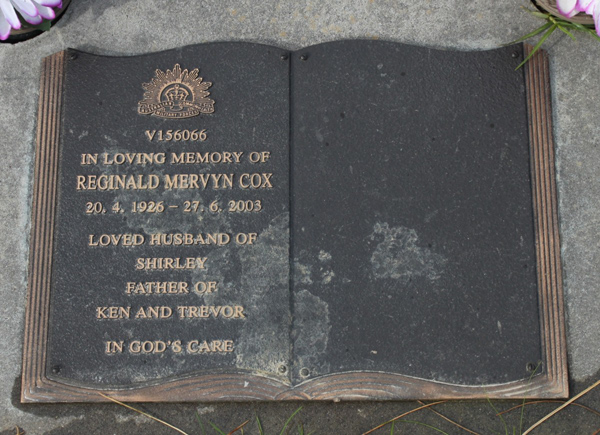 V156066
IN LOVING MEMORY OF
REGINALD MERVYN COX
20. 4. 1926 – 27. 6. 2003
LOVED HUSBAND OF
SHIRLEY
FATHER OF
KEN AND TREVOR
IN GOD'S CARE